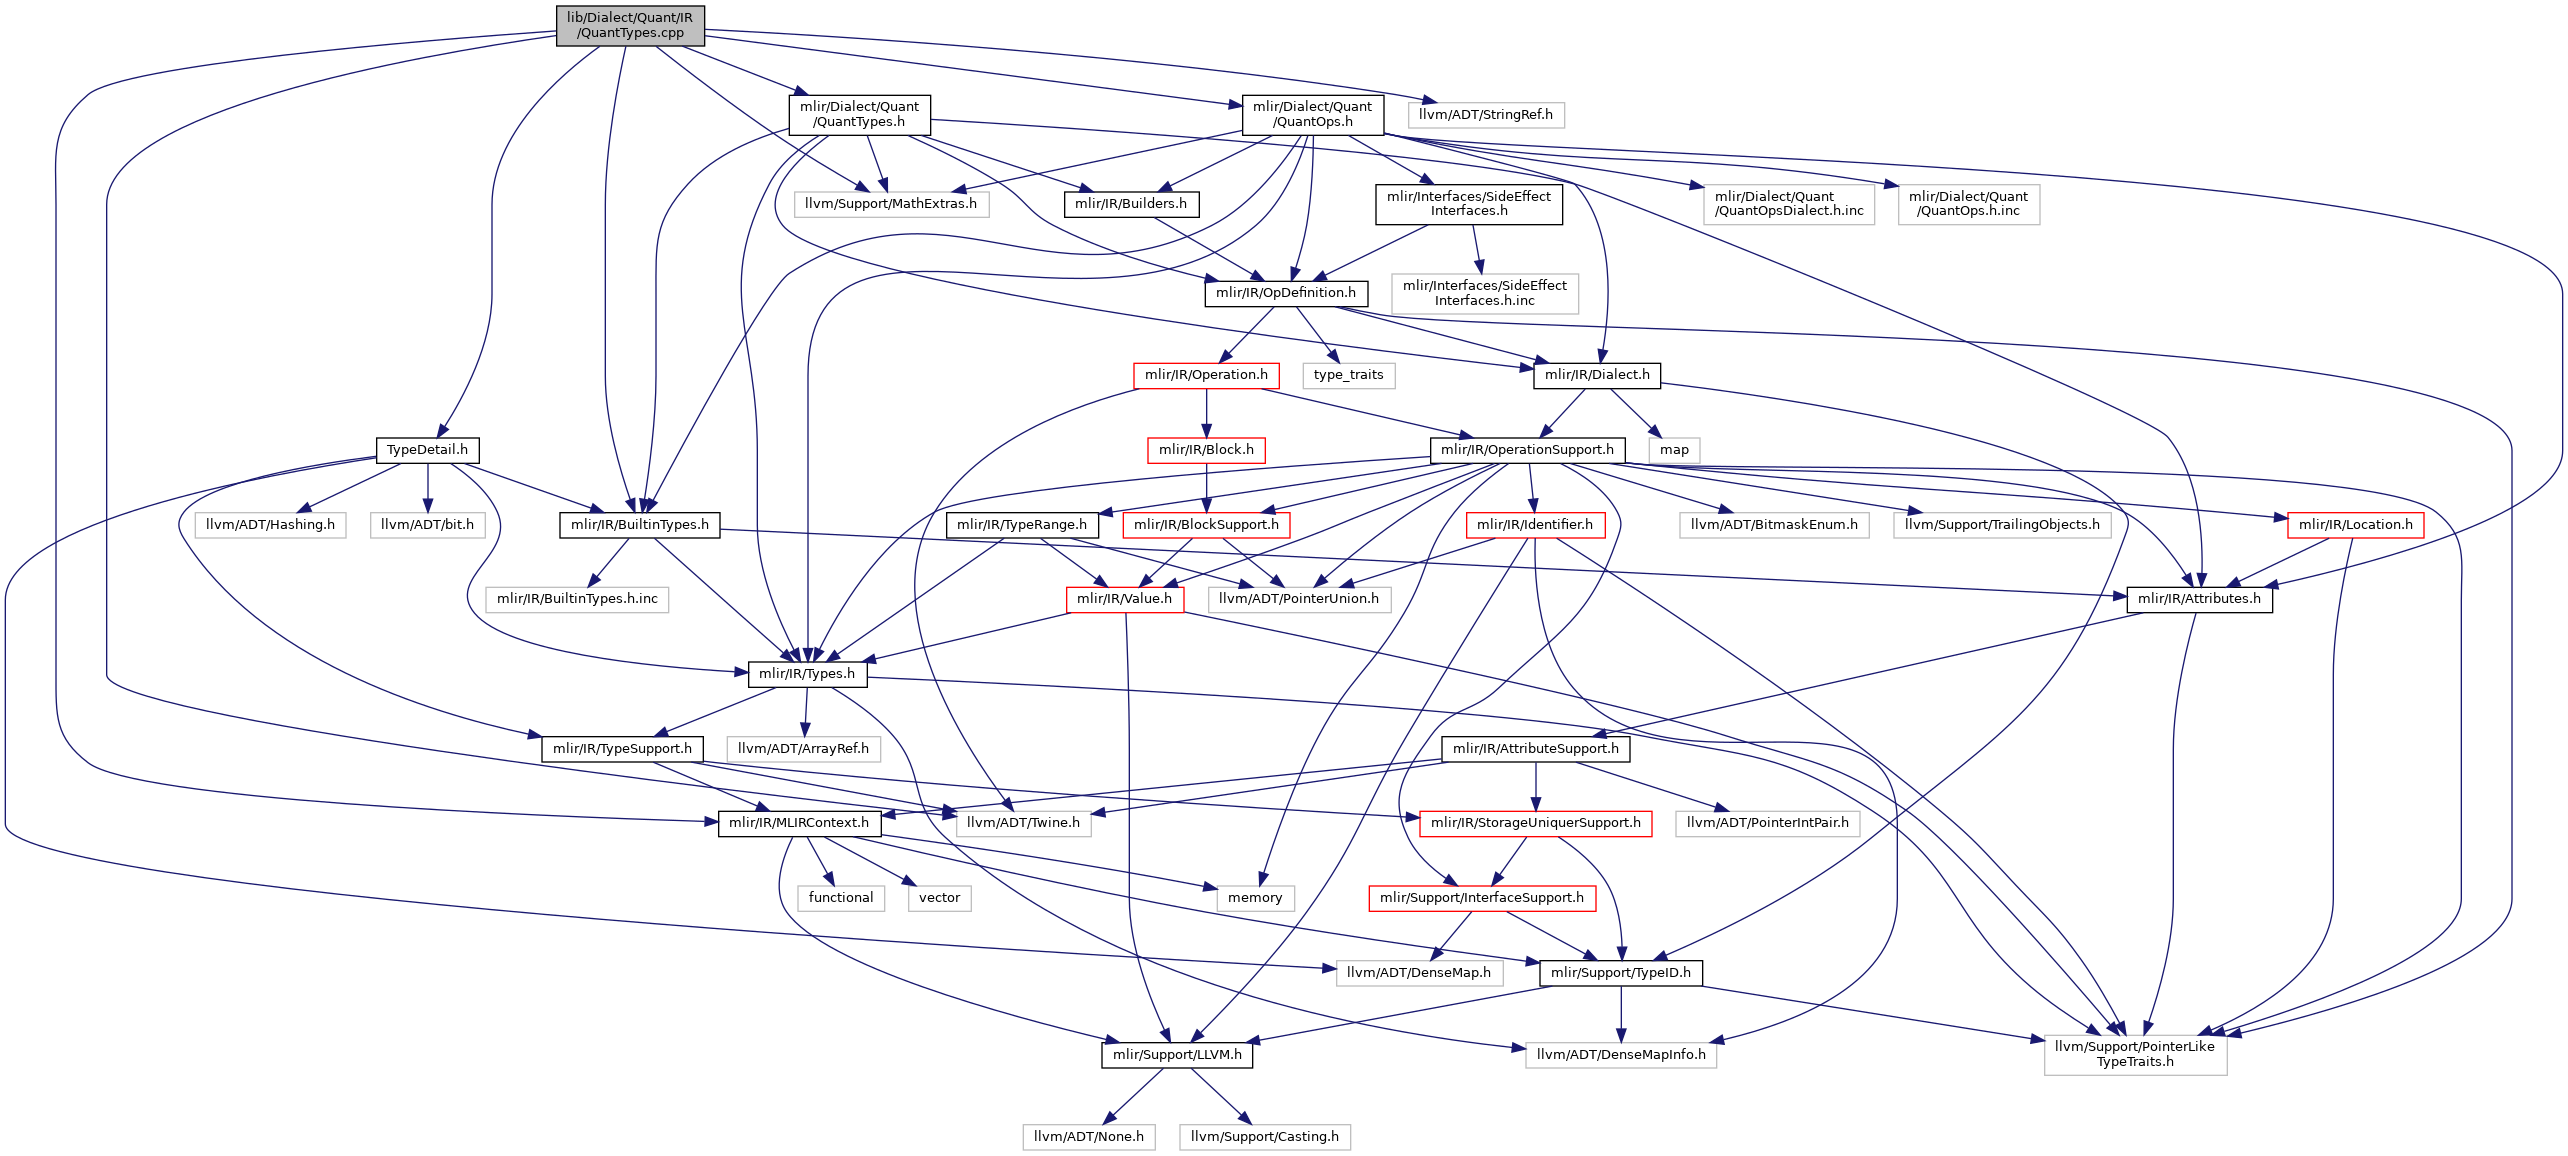 lib/Dialect/Quant/IR
/QuantTypes.cpp
mlir/Dialect/Quant
/QuantTypes.h
mlir/Dialect/Quant
/QuantOps.h
llvm/ADT/StringRef.h
llvm/Support/MathExtras.h
mlir/IR/Builders.h
mlir/Interfaces/SideEffect
Interfaces.h
mlir/Dialect/Quant
/QuantOpsDialect.h.inc
mlir/Dialect/Quant
/QuantOps.h.inc
mlir/IR/OpDefinition.h
mlir/Interfaces/SideEffect
Interfaces.h.inc
mlir/IR/Operation.h
type_traits
mlir/IR/Dialect.h
TypeDetail.h
mlir/IR/Block.h
mlir/IR/OperationSupport.h
map
llvm/ADT/Hashing.h
llvm/ADT/bit.h
mlir/IR/BuiltinTypes.h
mlir/IR/TypeRange.h
mlir/IR/BlockSupport.h
mlir/IR/Identifier.h
llvm/ADT/BitmaskEnum.h
llvm/Support/TrailingObjects.h
mlir/IR/Location.h
mlir/IR/BuiltinTypes.h.inc
mlir/IR/Value.h
llvm/ADT/PointerUnion.h
mlir/IR/Attributes.h
mlir/IR/Types.h
mlir/IR/TypeSupport.h
llvm/ADT/ArrayRef.h
mlir/IR/AttributeSupport.h
mlir/IR/MLIRContext.h
llvm/ADT/Twine.h
mlir/IR/StorageUniquerSupport.h
llvm/ADT/PointerIntPair.h
functional
vector
memory
mlir/Support/InterfaceSupport.h
llvm/ADT/DenseMap.h
mlir/Support/TypeID.h
mlir/Support/LLVM.h
llvm/ADT/DenseMapInfo.h
llvm/Support/PointerLike
TypeTraits.h
llvm/ADT/None.h
llvm/Support/Casting.h